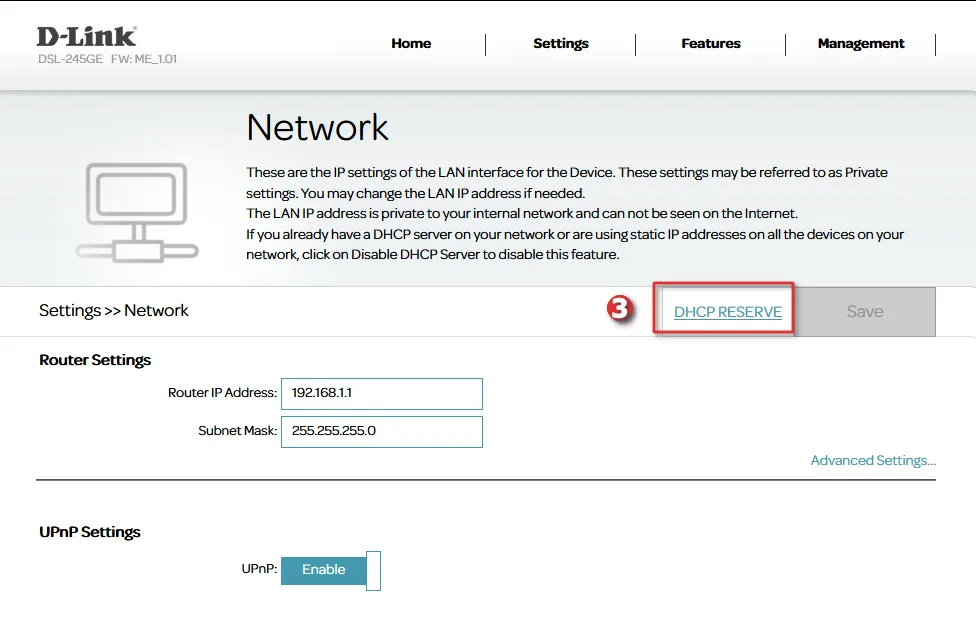 D-Link
DSL-245GE FW: ME_1.01
Home
Settings
Features
Management
Network
These are the IP settings of the LAN interface for the Device. These settings may be referred to as Private
settings. You may change the LAN IP address if needed.
The LAN IP address is private to your internal network and can not be seen on the Internet.
If you already have a DHCP server on your network or are using static IP addresses on all the devices on your
network, click on Disable DHCP Server to disable this feature.
Settings >> Network
3
DHCP RESERVE
Save
Router Settings
Router IP Address: 192.168.1.1
Subnet Mask: 255.255.255.0
Advanced Settings...
UPnP Settings
UPnP: Enable